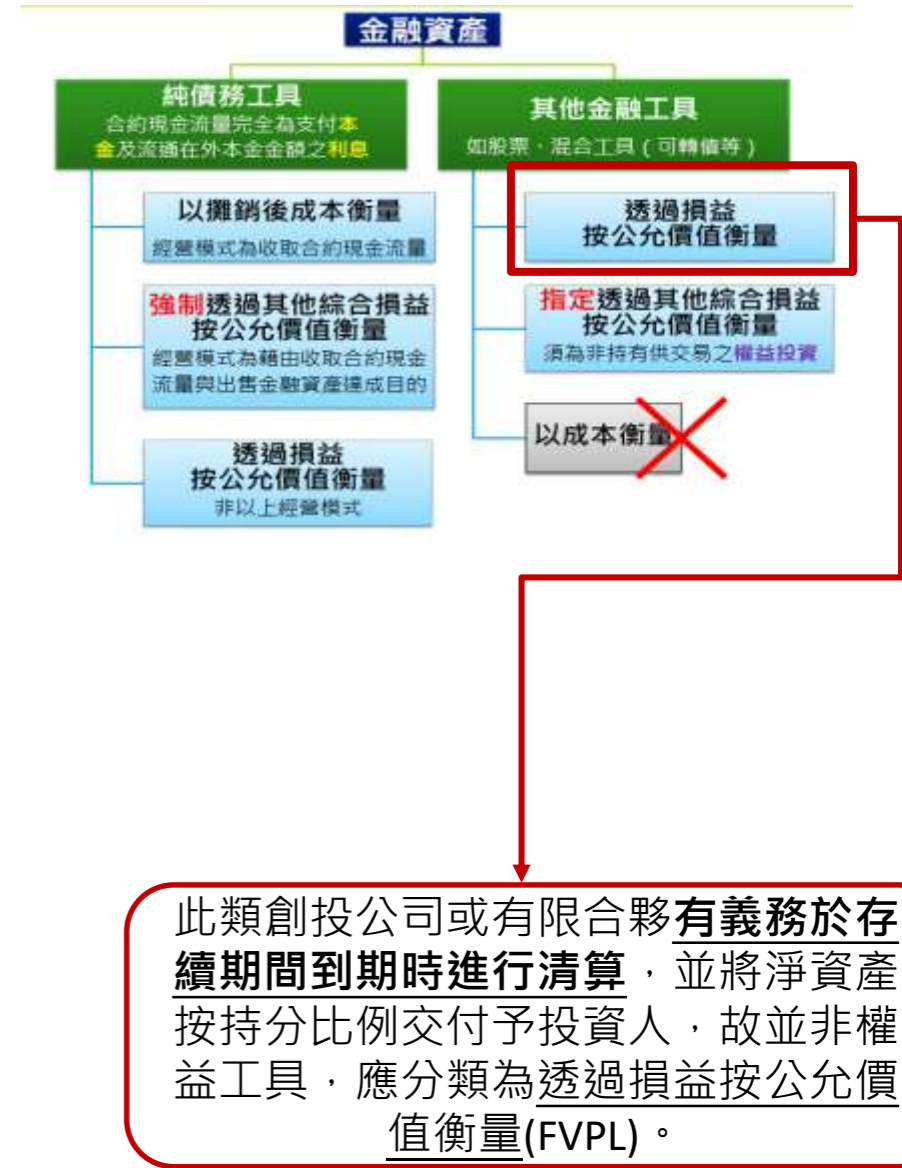 金融資產
純債務工具
合約現金流量完全為支付本
金及流通在外本金金額之利息
以攤銷後成本衡量
經營模式為收取合約現金流量
強制透過其他綜合損益
按公允價值衡量
經營模式為藉由收取合約現金
流量與出售金融資產達成目的
透過損益
按公允價值衡量
非以上經營模式
其他金融工具
如股票、混合工具(可轉債等)
透過損益
按公允價值衡量
指定透過其他綜合損益
按公允價值衡量
須為非持有供交易之權益投資
以成本衡量
此類創投公司或有限合夥有義務於存
續期間到期時進行清算，並將淨資產
按持分比例交付予投資人，故並非權
益工具，應分類為透過損益按公允價
值衡量(FVPL)。